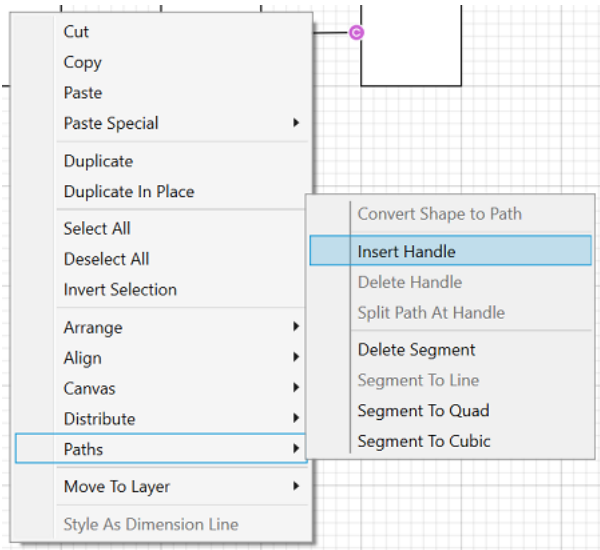 Cut
Copy
Paste
Paste Special
Duplicate
Duplicate In Place
Select All
Deselect All
Invert Selection
Arrange
Align
Canvas
Distribute
Paths
Move To Layer
Style As Dimension Line
C
Convert Shape to Path
Insert Handle
Delete Handle
Split Path At Handle
Delete Segment
Segment To Line
Segment To Quad
Segment To Cubic